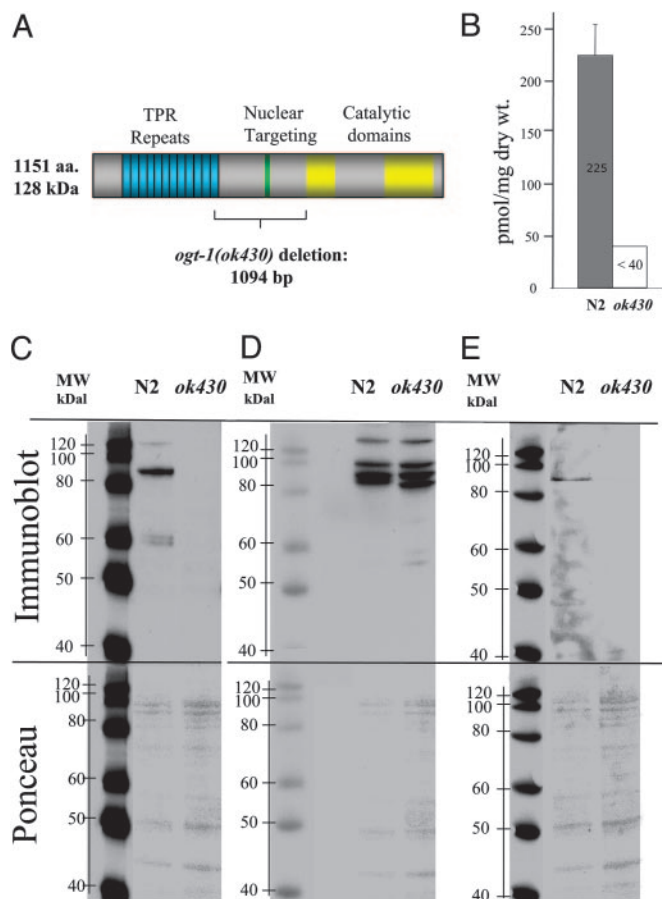 A
TPR Repeats
Nuclear Targeting
Catalytic domains
1151 aa.
128 kDa
ogt-1(ok430) deletion:
1094 bp
B
pmol/mg dry wt.
250
200
150
100
50
0
225
< 40
N2 ok430
C
MW kDal
N2 ok430
D
MW kDal
N2 ok430
E
MW kDal
N2 ok430
Immunoblot
120
100
80
60
50
40
120
100
80
60
50
40
120
100
80
60
50
40
Ponceau
120
100
80
60
50
40
120
100
80
60
50
40
120
100
80
60
50
40